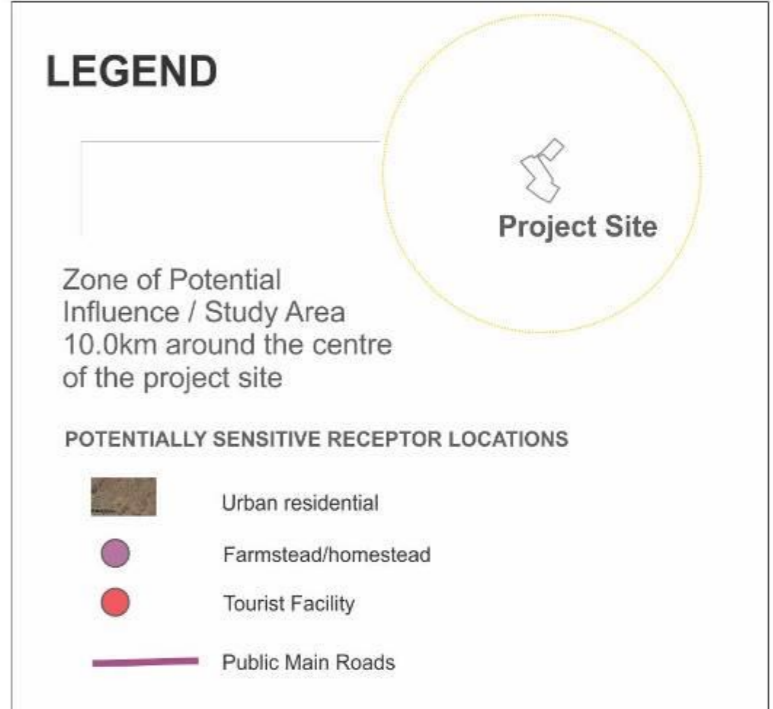 LEGEND
Project Site
Zone of Potential
Influence / Study Area
10.0km around the centre
of the project site
POTENTIALLY SENSITIVE RECEPTOR LOCATIONS
Urban residential
Farmstead/homestead
Tourist Facility
Public Main Roads